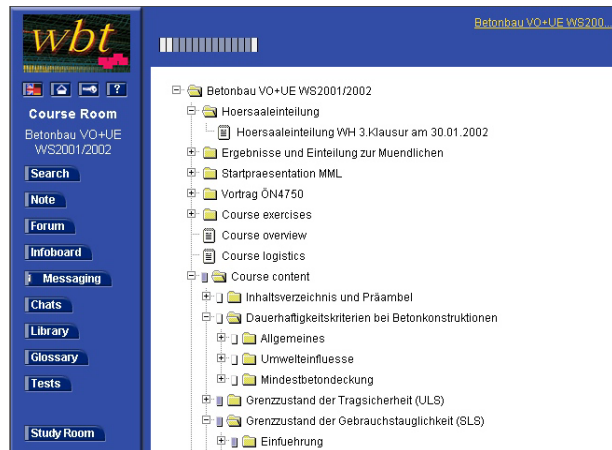 wbt
Betonbau VO+UE WS200...
?
Course Room
Betonbau VO+UE
WS2001/2002
Search
Note
Forum
Infoboard
Messaging
Chats
Library
Glossary
Tests
Study Room
Betonbau VO+UE WS2001/2002
Hoersaaleinteilung
Hoersaaleinteilung WH 3.Klausur am 30.01.2002
Ergebnisse und Einteilung zur Muendlichen
Startpraesentation MML
Vortrag ÖN4750
Course exercises
Course overview
Course logistics
Course content
Inhaltsverzeichnis und Präambel
Dauerhaftigkeitskriterien bei Betonkonstruktionen
Allgemeines
Umwelteinfluesse
Mindestbetondeckung
Grenzzustand der Tragsicherheit (ULS)
Grenzzustand der Gebrauchstauglichkeit (SLS)
Einfuehrung